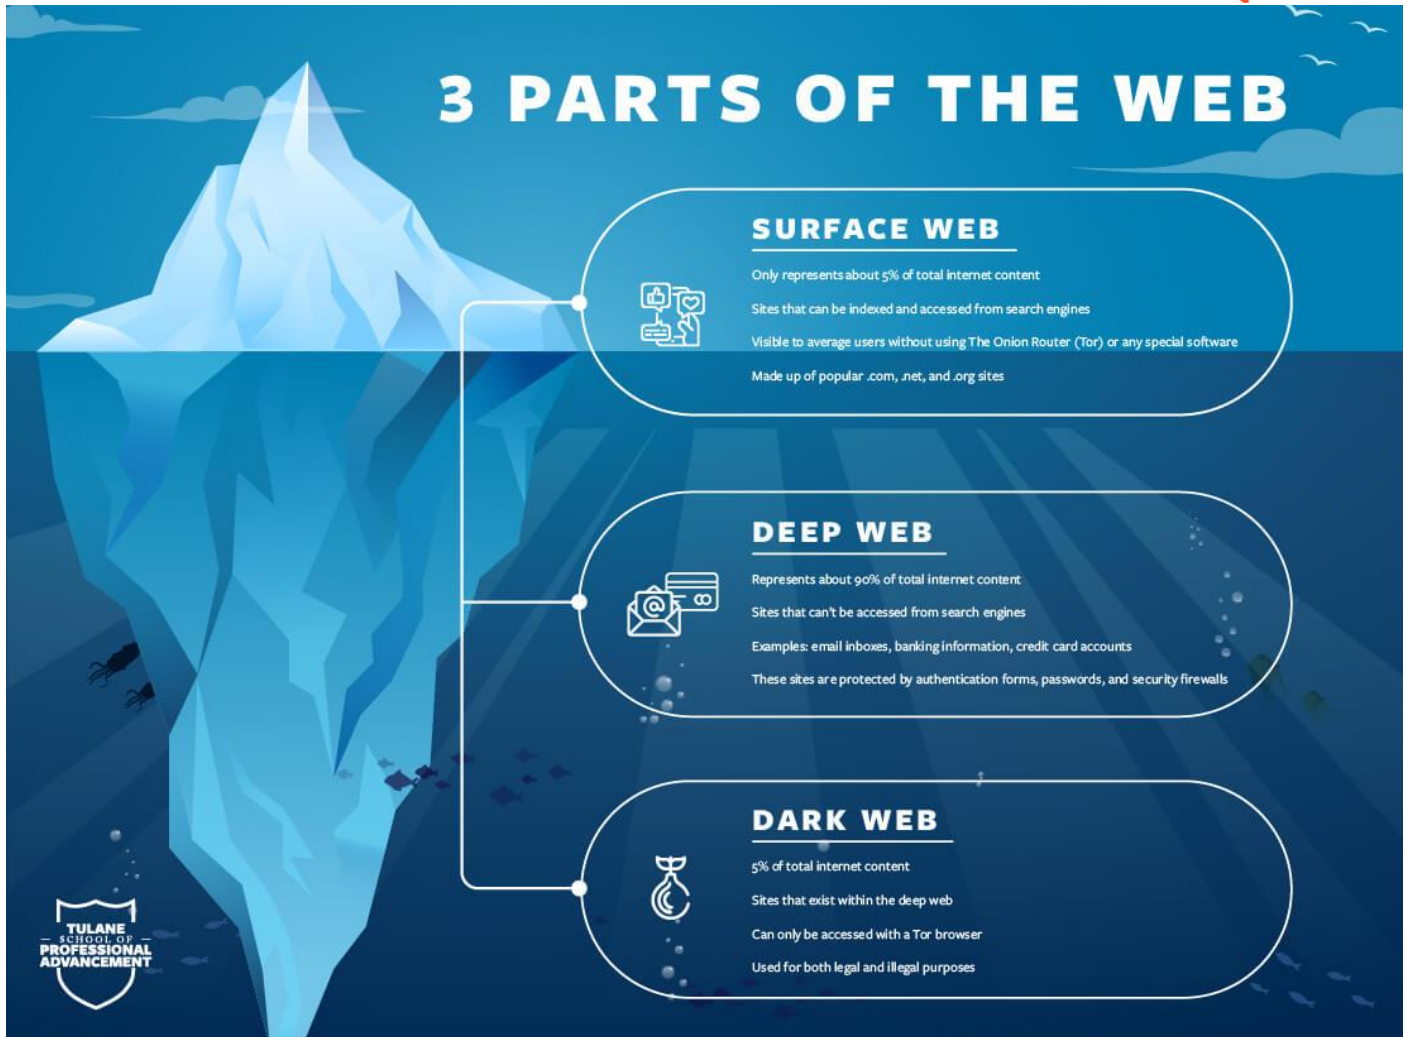 3 PARTS OF THE WEB
SURFACE WEB
Only represents about 5% of total internet content
Sites that can be indexed and accessed from search engines
Visible to average users without using The Onion Router (Tor) or any special software
Made up of popular .com, .net, and .org sites
DEEP WEB
Represents about 90% of total internet content
Sites that can't be accessed from search engines
Examples: email inboxes, banking information, credit card accounts
These sites are protected by authentication forms, passwords, and security firewalls
DARK WEB
5% of total internet content
Sites that exist within the deep web
Can only be accessed with a Tor browser
Used for both legal and illegal purposes
TULANE
SCHOOL OF
PROFESSIONAL
ADVANCEMENT